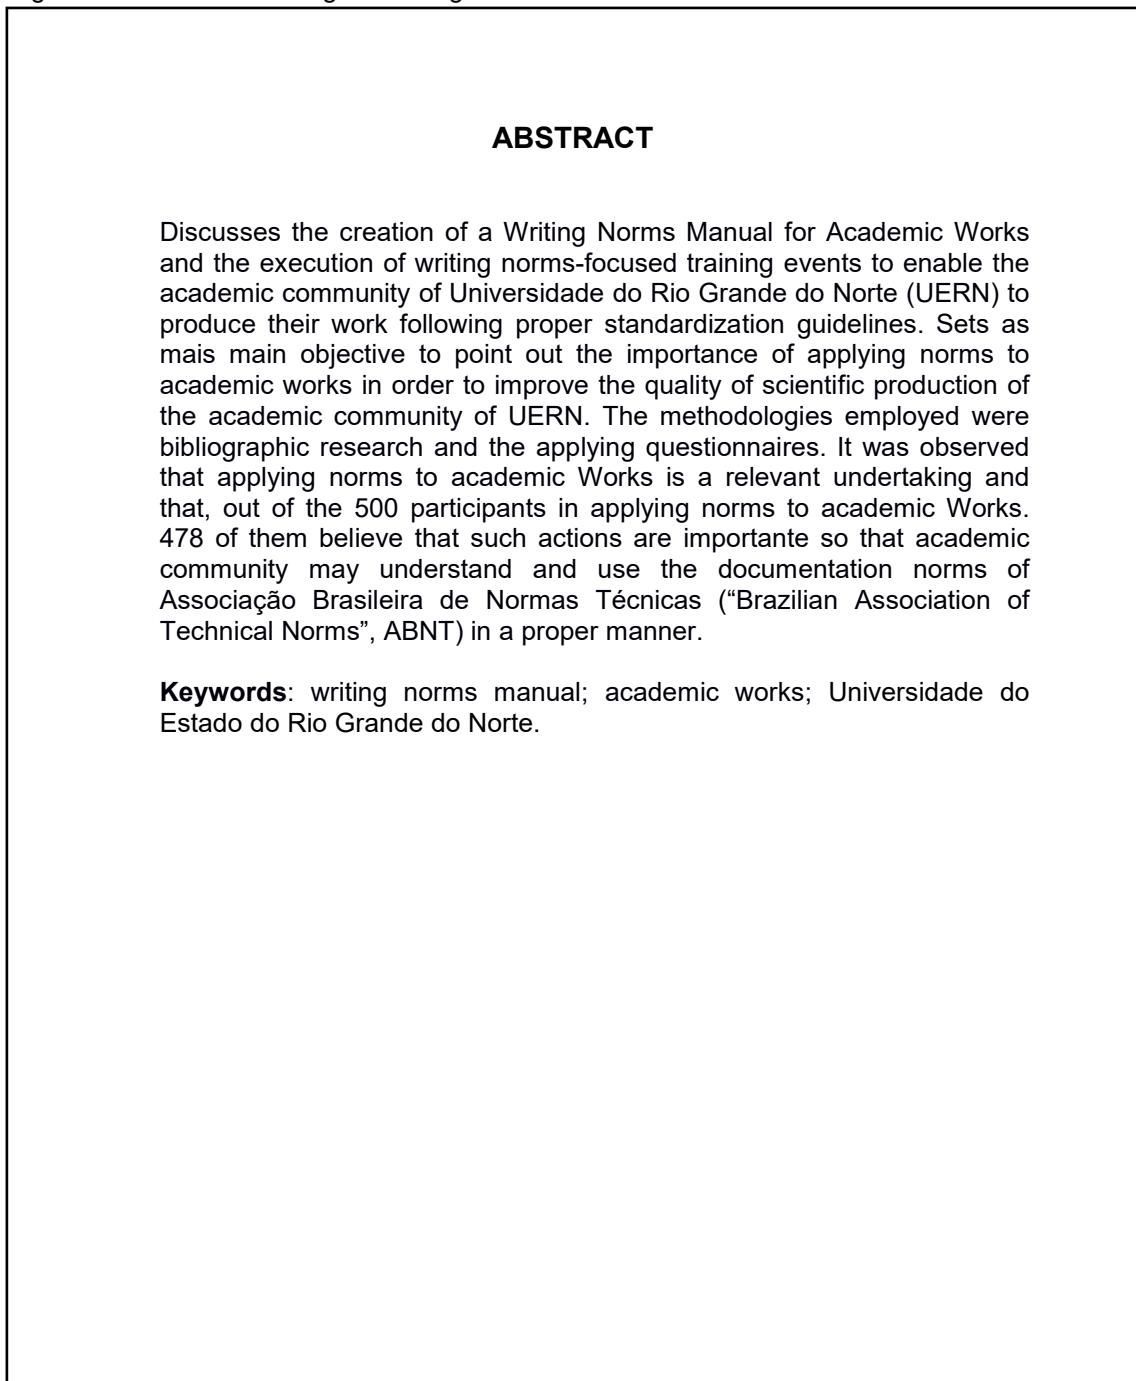 ABSTRACT
Discusses the creation of a Writing Norms Manual for Academic Works
and the execution of writing norms-focused training events to enable the
academic community of Universidade do Rio Grande do Norte (UERN) to
produce their work following proper standardization guidelines. Sets as
mais main objective to point out the importance of applying norms to
academic works in order to improve the quality of scientific production of
the academic community of UERN. The methodologies employed were
bibliographic research and the applying questionnaires. It was observed
that applying norms to academic Works is a relevant undertaking and
that, out of the 500 participants in applying norms to academic Works.
478 of them believe that such actions are importante so that academic
community may understand and use the documentation norms of
Associação Brasileira de Normas Técnicas (“Brazilian Association of
Technical Norms”, ABNT) in a proper manner.
Keywords: writing norms manual; academic works; Universidade do
Estado do Rio Grande do Norte.